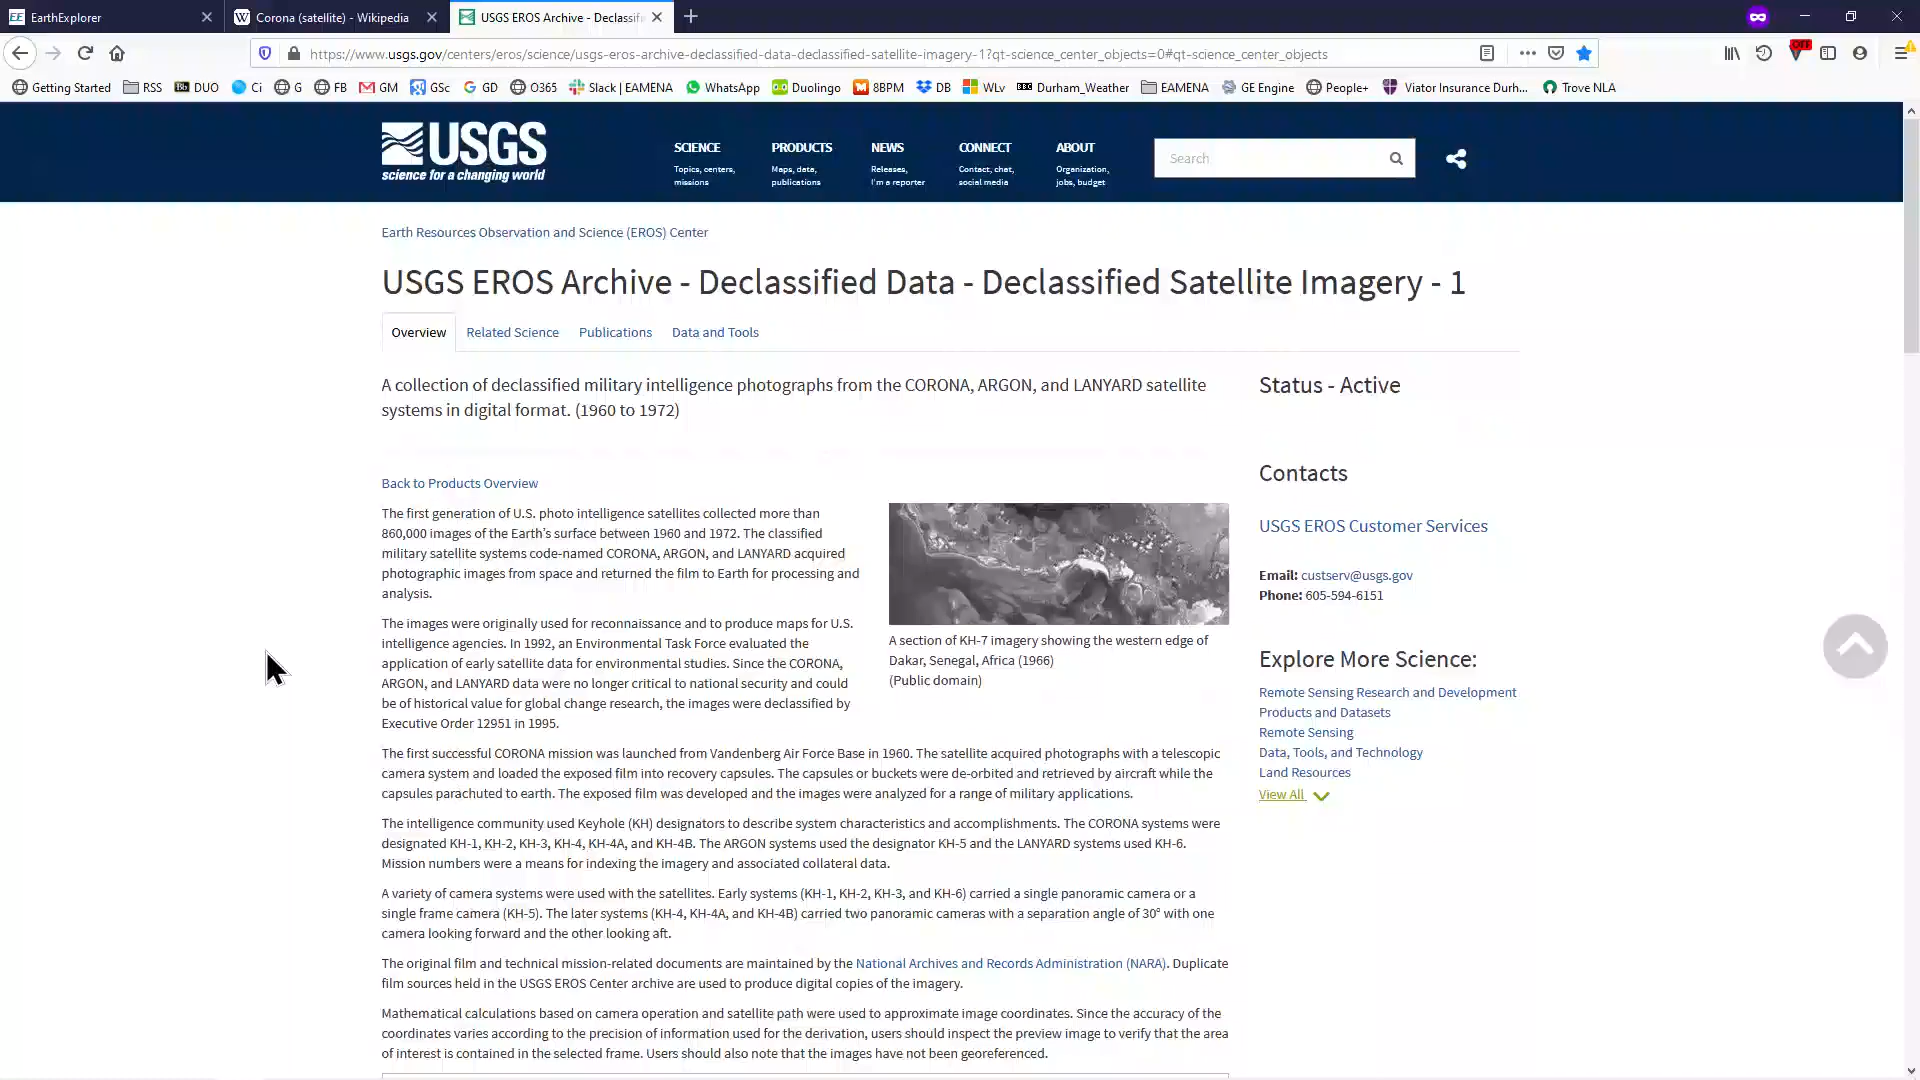 EarthExplorer
Corona (satellite) - Wikipedia
USGS EROS Archive - Declassif
https://www.usgs.gov/centers/eros/science/usgs-eros-archive-declassified-data-declassified-satellite-imagery-1?qt-science_center_objects=0#qt-science_center_objects
OFF
Getting Started RSS Bb DUO Ci G FB GM GSc GD O365 Slack | EAMENA WhatsApp Duolingo 8BPM DB WLv BBC Durham_Weather EAMENA GE Engine People+ Viator Insurance Durh... Trove NLA
USGS
science for a changing world
SCIENCE
Topics, centers,
missions
PRODUCTS
Maps, data,
publications
NEWS
Releases,
I'm a reporter
CONNECT
Contact, chat,
social media
ABOUT
Organization,
jobs, budget
Search
Earth Resources Observation and Science (EROS) Center
USGS EROS Archive - Declassified Data - Declassified Satellite Imagery - 1
Overview Related Science Publications Data and Tools
A collection of declassified military intelligence photographs from the CORONA, ARGON, and LANYARD satellite
systems in digital format. (1960 to 1972)
Back to Products Overview
The first generation of U.S. photo intelligence satellites collected more than
860,000 images of the Earth's surface between 1960 and 1972. The classified
military satellite systems code-named CORONA, ARGON, and LANYARD acquired
photographic images from space and returned the film to Earth for processing and
analysis.
The images were originally used for reconnaissance and to produce maps for U.S.
intelligence agencies. In 1992, an Environmental Task Force evaluated the
application of early satellite data for environmental studies. Since the CORONA,
ARGON, and LANYARD data were no longer critical to national security and could
be of historical value for global change research, the images were declassified by
Executive Order 12951 in 1995.
A section of KH-7 imagery showing the western edge of
Dakar, Senegal, Africa (1966)
(Public domain)
The first successful CORONA mission was launched from Vandenberg Air Force Base in 1960. The satellite acquired photographs with a telescopic
camera system and loaded the exposed film into recovery capsules. The capsules or buckets were de-orbited and retrieved by aircraft while the
capsules parachuted to earth. The exposed film was developed and the images were analyzed for a range of military applications.
The intelligence community used Keyhole (KH) designators to describe system characteristics and accomplishments. The CORONA systems were
designated KH-1, KH-2, KH-3, KH-4, KH-4A, and KH-4B. The ARGON systems used the designator KH-5 and the LANYARD systems used KH-6.
Mission numbers were a means for indexing the imagery and associated collateral data.
A variety of camera systems were used with the satellites. Early systems (KH-1, KH-2, KH-3, and KH-6) carried a single panoramic camera or a
single frame camera (KH-5). The later systems (KH-4, KH-4A, and KH-4B) carried two panoramic cameras with a separation angle of 30° with one
camera looking forward and the other looking aft.
The original film and technical mission-related documents are maintained by the National Archives and Records Administration (NARA). Duplicate
film sources held in the USGS EROS Center archive are used to produce digital copies of the imagery.
Mathematical calculations based on camera operation and satellite path were used to approximate image coordinates. Since the accuracy of the
coordinates varies according to the precision of information used for the derivation, users should inspect the preview image to verify that the area
of interest is contained in the selected frame. Users should also note that the images have not been georeferenced.
Status - Active
Contacts
USGS EROS Customer Services
Email: custserv@usgs.gov
Phone: 605-594-6151
Explore More Science:
Remote Sensing Research and Development
Products and Datasets
Remote Sensing
Data, Tools, and Technology
Land Resources
View All